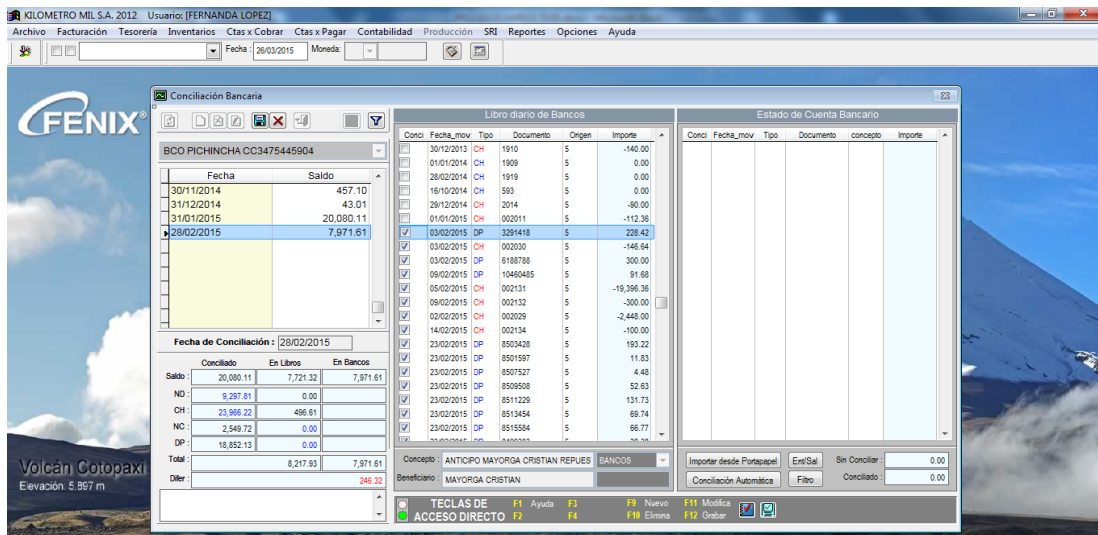 KILOMETRO MIL S.A. 2012 Usuario: [FERNANDA LOPEZ]
Archivo Facturación Tesorería Inventarios Ctas x Cobrar Ctas x Pagar Contabilidad Producción SRI Reportes Opciones Ayuda
Fecha : 26/03/2015 Moneda:
FENIX®
Conciliación Bancaria
BCO PICHINCHA CC3475445904
Fecha Saldo
30/11/2014 457.10
31/12/2014 43.01
31/01/2015 20,080.11
28/02/2015 7,971.61
Fecha de Conciliación : 28/02/2015
Conciliado En Libros En Bancos
Saldo : 20,080.11 7,721.32 7,971.61
ND : 9,297.81 0.00
CH : 23,966.22 496.61
NC : 2,549.72 0.00
DP : 18,852.13 0.00
Total : 8,217.93 7,971.61
Difer : 246.32
Libro diario de Bancos
Conci Fecha_mov Tipo Documento Origen Importe
30/12/2013 CH 1910 5 -140.00
01/01/2014 CH 1909 5 0.00
28/02/2014 CH 1919 5 0.00
16/10/2014 CH 593 5 0.00
29/12/2014 CH 2014 5 -90.00
01/01/2015 CH 002011 5 -112.36
03/02/2015 DP 3291418 5 228.42
03/02/2015 CH 002030 5 -146.64
03/02/2015 DP 6188788 5 300.00
09/02/2015 DP 10460485 5 91.68
05/02/2015 CH 002131 5 -19,396.36
09/02/2015 CH 002132 5 -300.00
02/02/2015 CH 002029 5 -2,448.00
14/02/2015 CH 002134 5 -100.00
23/02/2015 DP 8503428 5 193.22
23/02/2015 DP 8501597 5 11.83
23/02/2015 DP 8507527 5 4.48
23/02/2015 DP 8509508 5 52.63
23/02/2015 DP 8511229 5 131.73
23/02/2015 DP 8513454 5 69.74
23/02/2015 DP 8515584 5 66.77
Concepto : ANTICIPO MAYORGA CRISTIAN REPUES BANCOS
Beneficiario : MAYORGA CRISTIAN
Estado de Cuenta Bancario
Conci Fecha_mov Tipo Documento concepto Importe
Importar desde Portapapel Ent/Sal Sin Conciliar : 0.00
Conciliación Automática Filtro Conciliado : 0.00
TECLAS DE F1 Ayuda F3 F9 Nuevo F11 Modifica
ACCESO DIRECTO F2 F4 F10 Elimina F12 Grabar
Volcán Cotopaxi
Elevación: 5.897 m